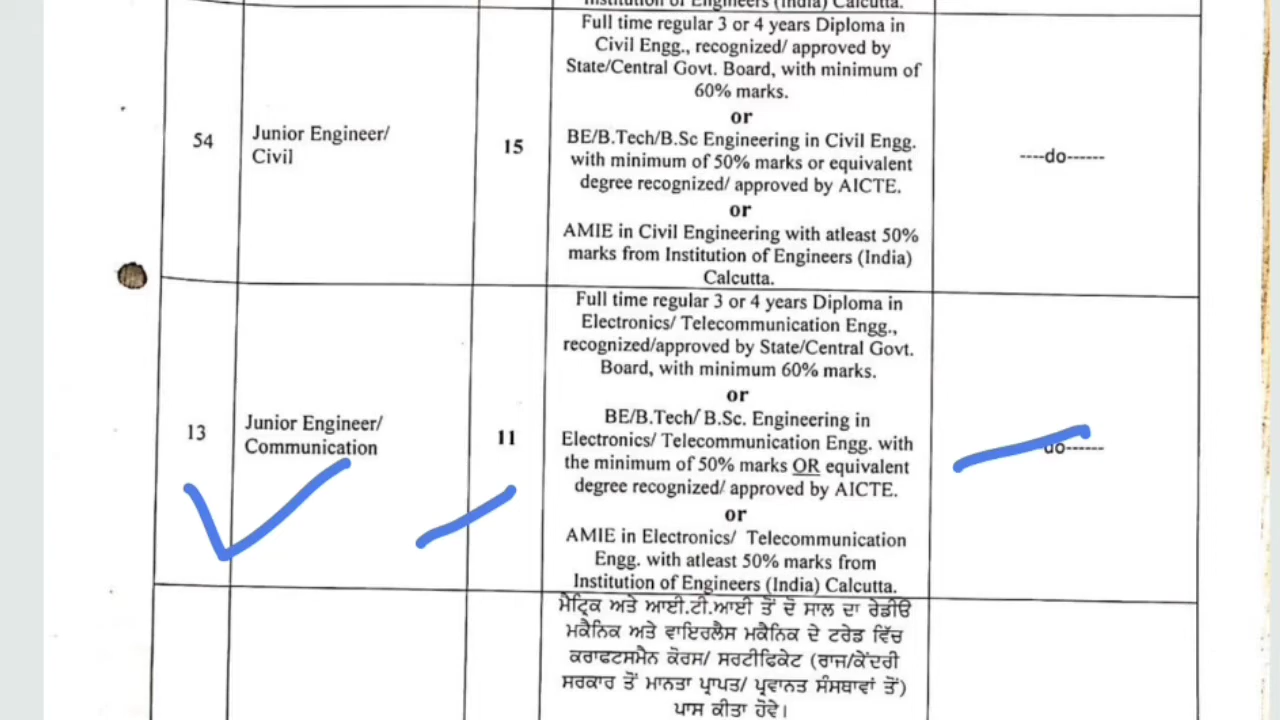 Institution of Engineers (India) Calcutta.
54
Junior Engineer/
Civil
15
Full time regular 3 or 4 years Diploma in
Civil Engg., recognized/ approved by
State/Central Govt. Board, with minimum of
60% marks.
or
BE/B.Tech/B.Sc Engineering in Civil Engg.
with minimum of 50% marks or equivalent
degree recognized/ approved by AICTE.
or
AMIE in Civil Engineering with atleast 50%
marks from Institution of Engineers (India)
Calcutta.
----do------
13
Junior Engineer/
Communication
11
Full time regular 3 or 4 years Diploma in
Electronics/ Telecommunication Engg.,
recognized/approved by State/Central Govt.
Board, with minimum 60% marks.
or
BE/B.Tech/ B.Sc. Engineering in
Electronics/ Telecommunication Engg. with
the minimum of 50% marks OR equivalent
degree recognized/ approved by AICTE.
or
AMIE in Electronics/ Telecommunication
Engg. with atleast 50% marks from
Institution of Engineers (India) Calcutta.
do------
ਮੈਟ੍ਰਿਕ ਅਤੇ ਆਈ.ਟੀ.ਆਈ ਤੋਂ ਦੋ ਸਾਲ ਦਾ ਰੇਡੀਓ
ਮਕੈਨਿਕ ਅਤੇ ਵਾਇਰਲੈਸ ਮਕੈਨਿਕ ਦੇ ਟਰੇਡ ਵਿੱਚ
ਕਰਾਫਟਸਮੈਨ ਕੋਰਸ/ ਸਰਟੀਫਿਕੇਟ (ਰਾਜ/ਕੇਂਦਰੀ
ਸਰਕਾਰ ਤੋਂ ਮਾਨਤਾ ਪ੍ਰਾਪਤ/ ਪ੍ਰਵਾਨਤ ਸੰਸਥਾਵਾਂ ਤੋਂ)
ਪਾਸ ਕੀਤਾ ਹੋਵੇ।